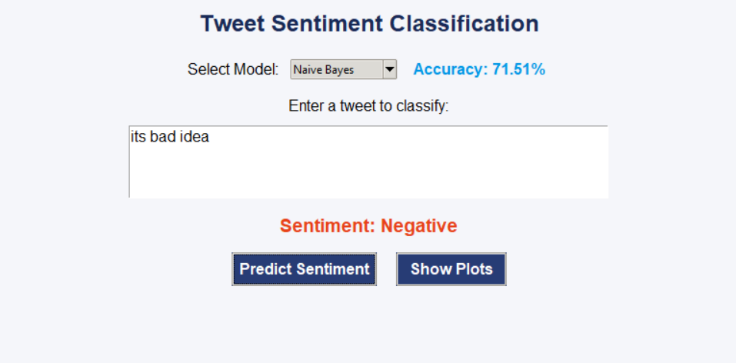 Tweet Sentiment Classification
Select Model: Naive Bayes Accuracy: 71.51%
Enter a tweet to classify:
its bad idea
Sentiment: Negative
Predict Sentiment Show Plots